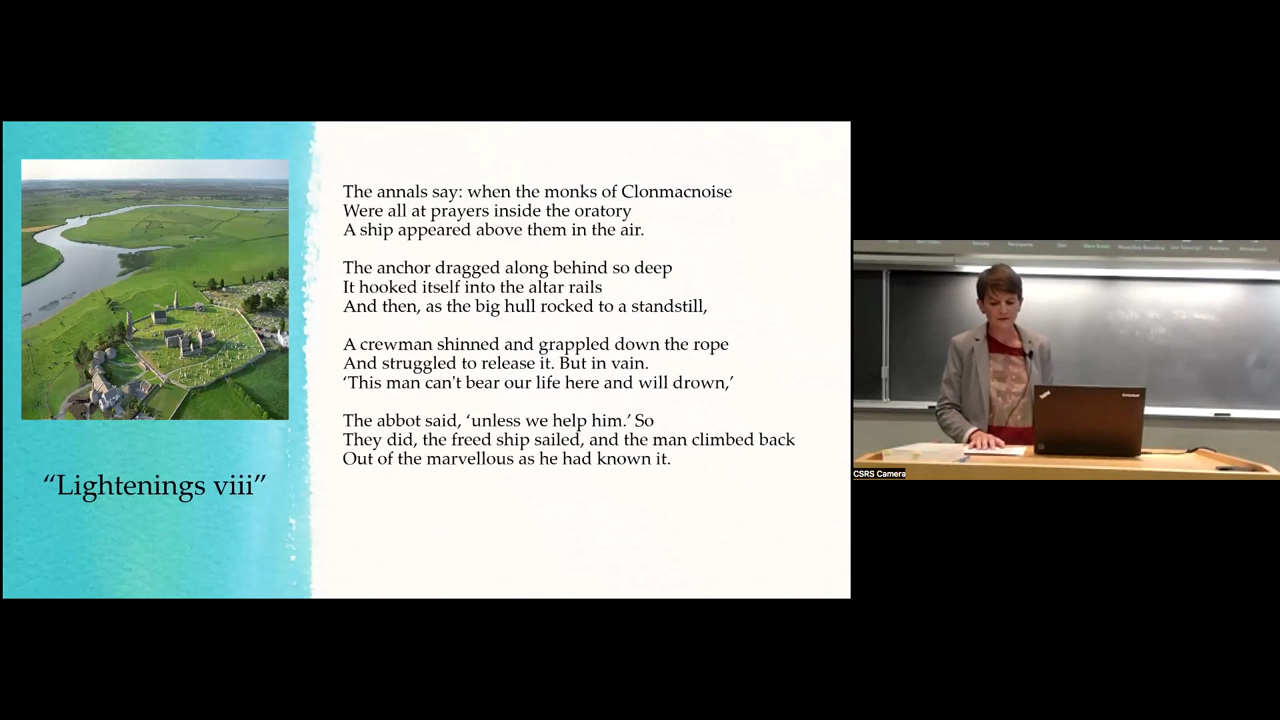 The annals say: when the monks of Clonmacnoise
Were all at prayers inside the oratory
A ship appeared above them in the air.
The anchor dragged along behind so deep
It hooked itself into the altar rails
And then, as the big hull rocked to a standstill,
A crewman shinned and grappled down the rope
And struggled to release it. But in vain.
‘This man can't bear our life here and will drown,’
The abbot said, ‘unless we help him.’ So
They did, the freed ship sailed, and the man climbed back
Out of the marvellous as he had known it.
“Lightenings viii”
CSRS Camera